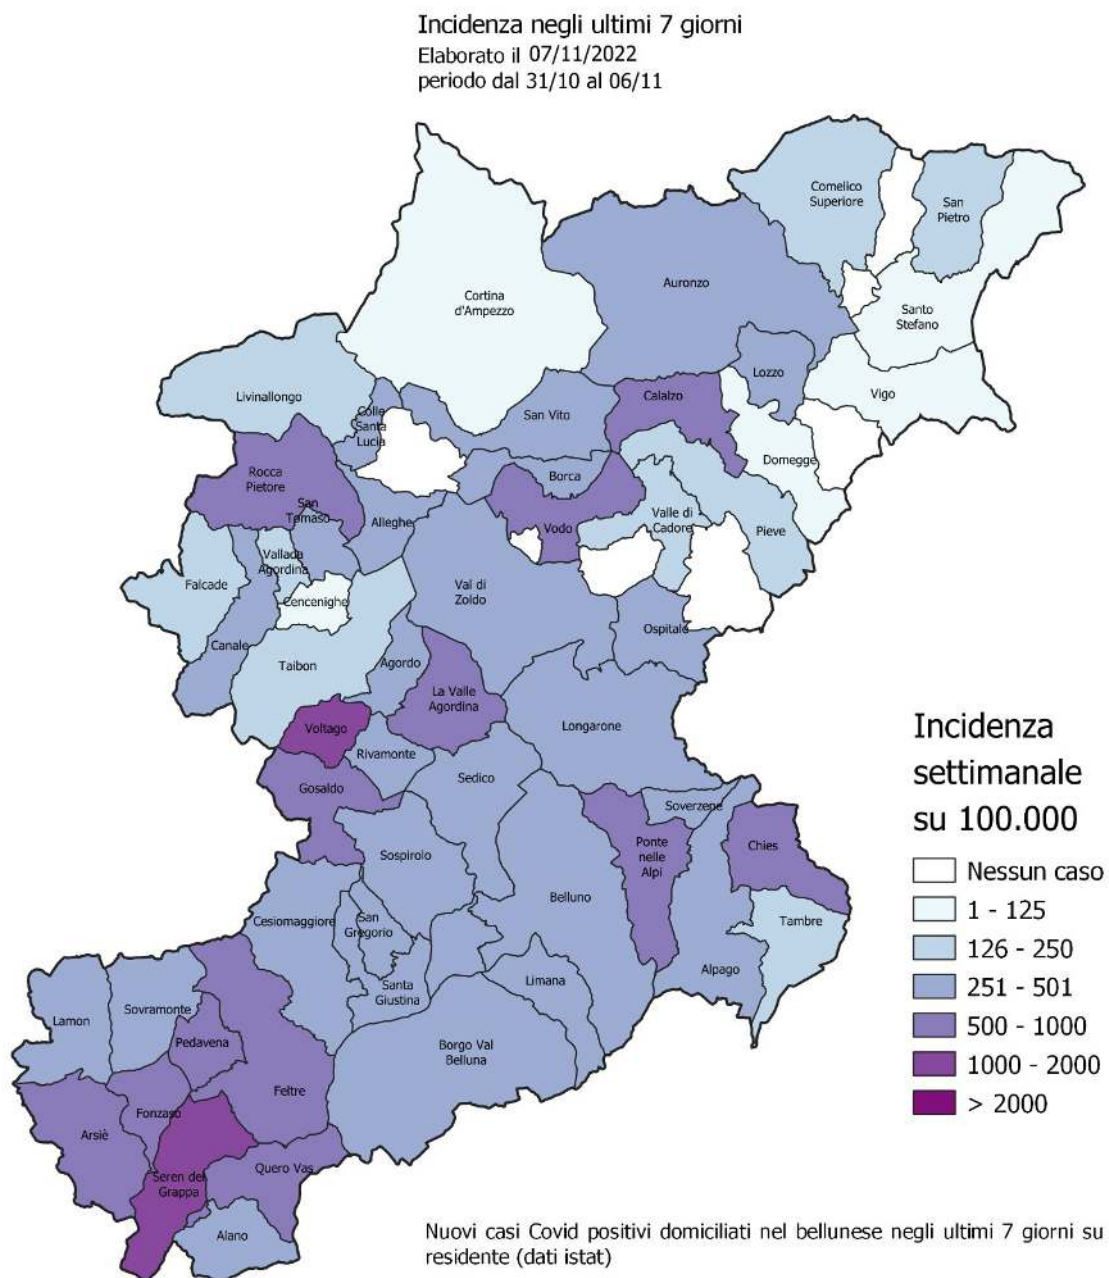 Incidenza negli ultimi 7 giorni
Elaborato il 07/11/2022
periodo dal 31/10 al 06/11
Comelico
Superiore
San
Pietro
Auronzo
Cortina
d'Ampezzo
Santo
Stefano
Lozzo
Vigo
Livinallongo
Colle
Santa
Lucia
San Vito
Calalzo
Domegge
Rocca
Pietore
San
Tomaso
Alleghe
Borca
Vodo
Valle di
Cadore
Pieve
Vallada
Agordina
Falcade
Cencenighe
Val di
Zoldo
Canale
Taibon
Agordo
Ospitale
La Valle
Agordina
Voltago
Rivamonte
Longarone
Gosaldo
Sedico
Soverzene
Sospirolo
Ponte
nelle
Alpi
Chies
Belluno
Cesiomaggiore
San
Gregorio
Tambre
Santa
Giustina
Limana
Alpago
Lamon
Sovramonte
Pedavena
Borgo Val
Belluna
Feltre
Fonzaso
Arsiè
Seren del
Grappa
Quero Vas
Alano
Incidenza
settimanale
su 100.000
Nessun caso
1 - 125
126 - 250
251 - 501
500 - 1000
1000 - 2000
> 2000
Nuovi casi Covid positivi domiciliati nel bellunese negli ultimi 7 giorni su
residente (dati istat)